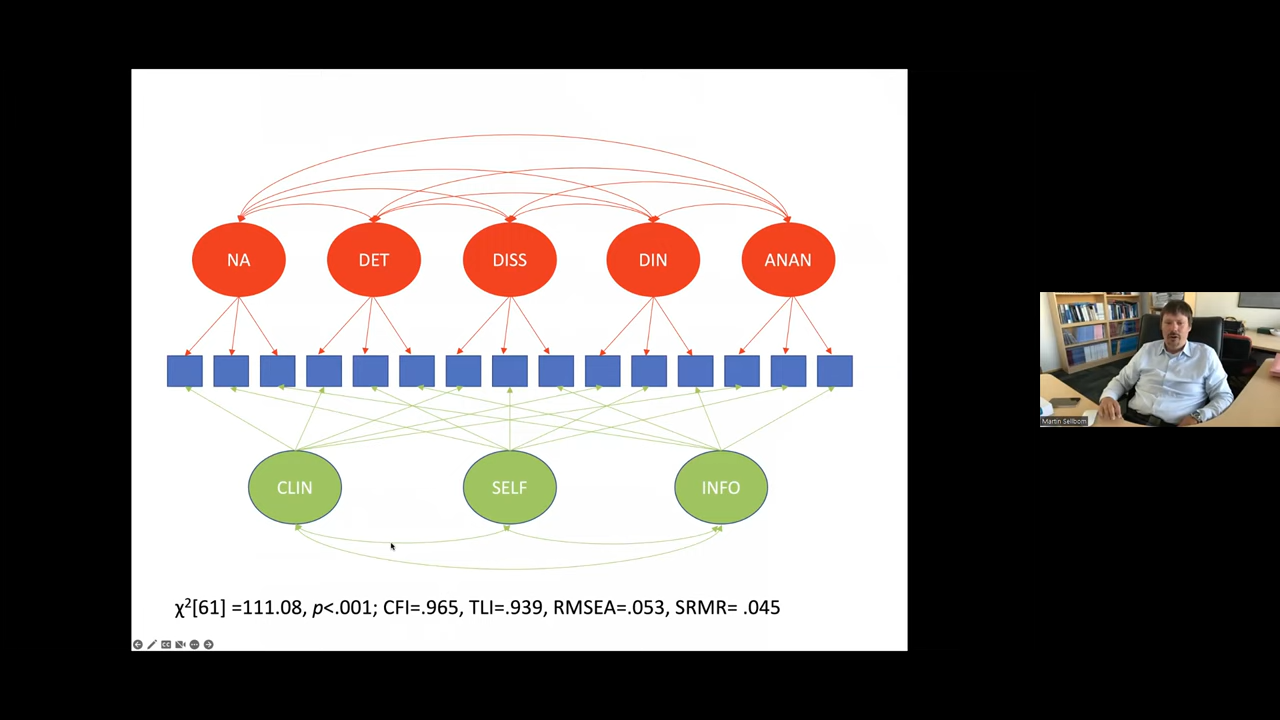 NA DET DISS DIN ANAN
CLIN SELF INFO
χ²[61] =111.08, p<.001; CFI=.965, TLI=.939, RMSEA=.053, SRMR= .045
Martin Sellbom